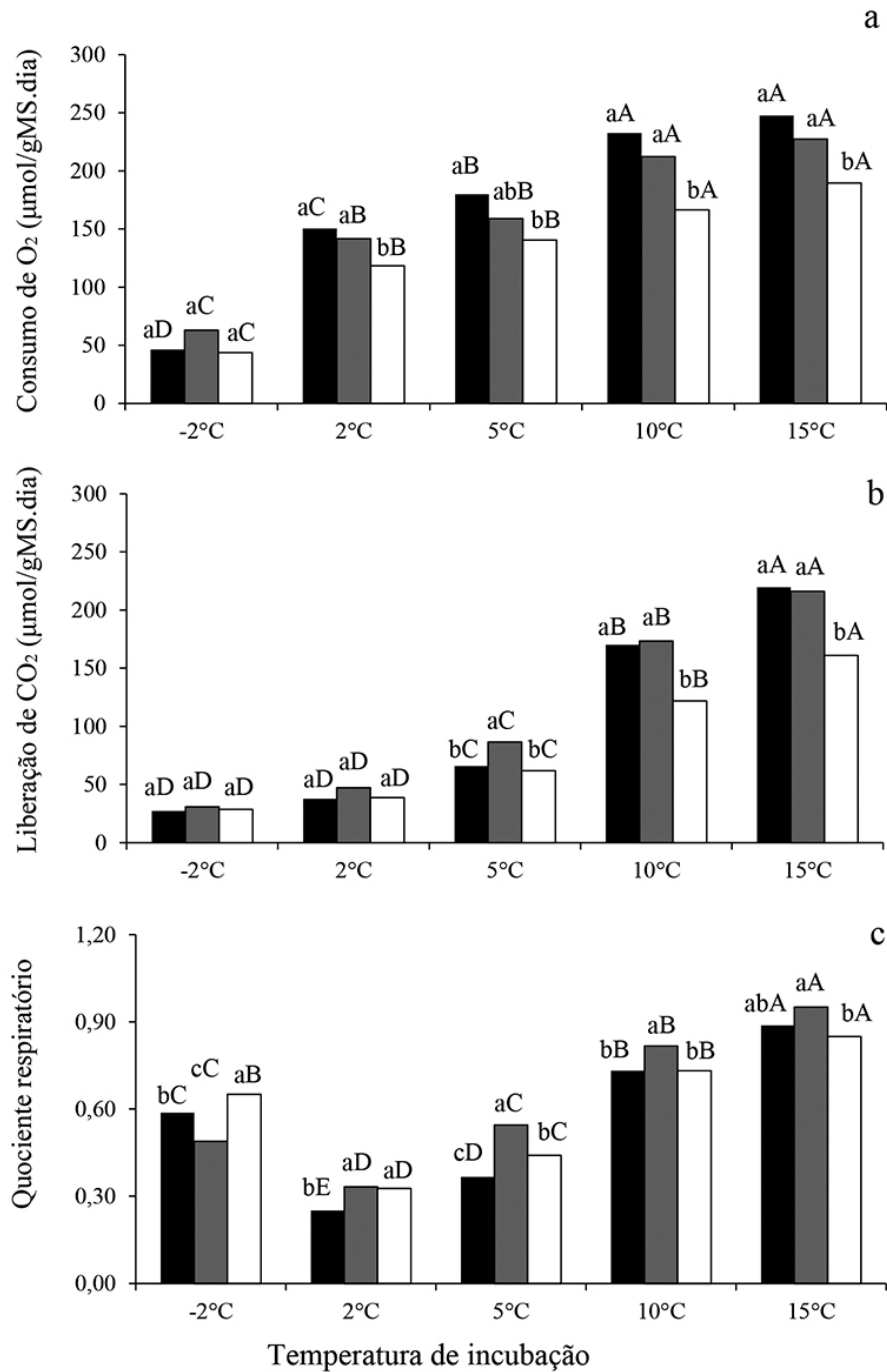 a
Consumo de O₂ (µmol/gMS.dia)
300
250
200
150
100
50
0
aD aC aC
aC aB bB
aB abB bB
aA aA bA
aA aA bA
-2°C 2°C 5°C 10°C 15°C
b
Liberação de CO₂ (µmol/gMS.dia)
300
250
200
150
100
50
0
aD aD aD
aD aD aD
bC aC bC
aB aB bB
aA aA bA
-2°C 2°C 5°C 10°C 15°C
c
Quociente respiratório
1,20
0,90
0,60
0,30
0,00
bC cC aB
bE aD aD
cD aC bC
bB aB bB
abA aA bA
-2°C 2°C 5°C 10°C 15°C
Temperatura de incubação